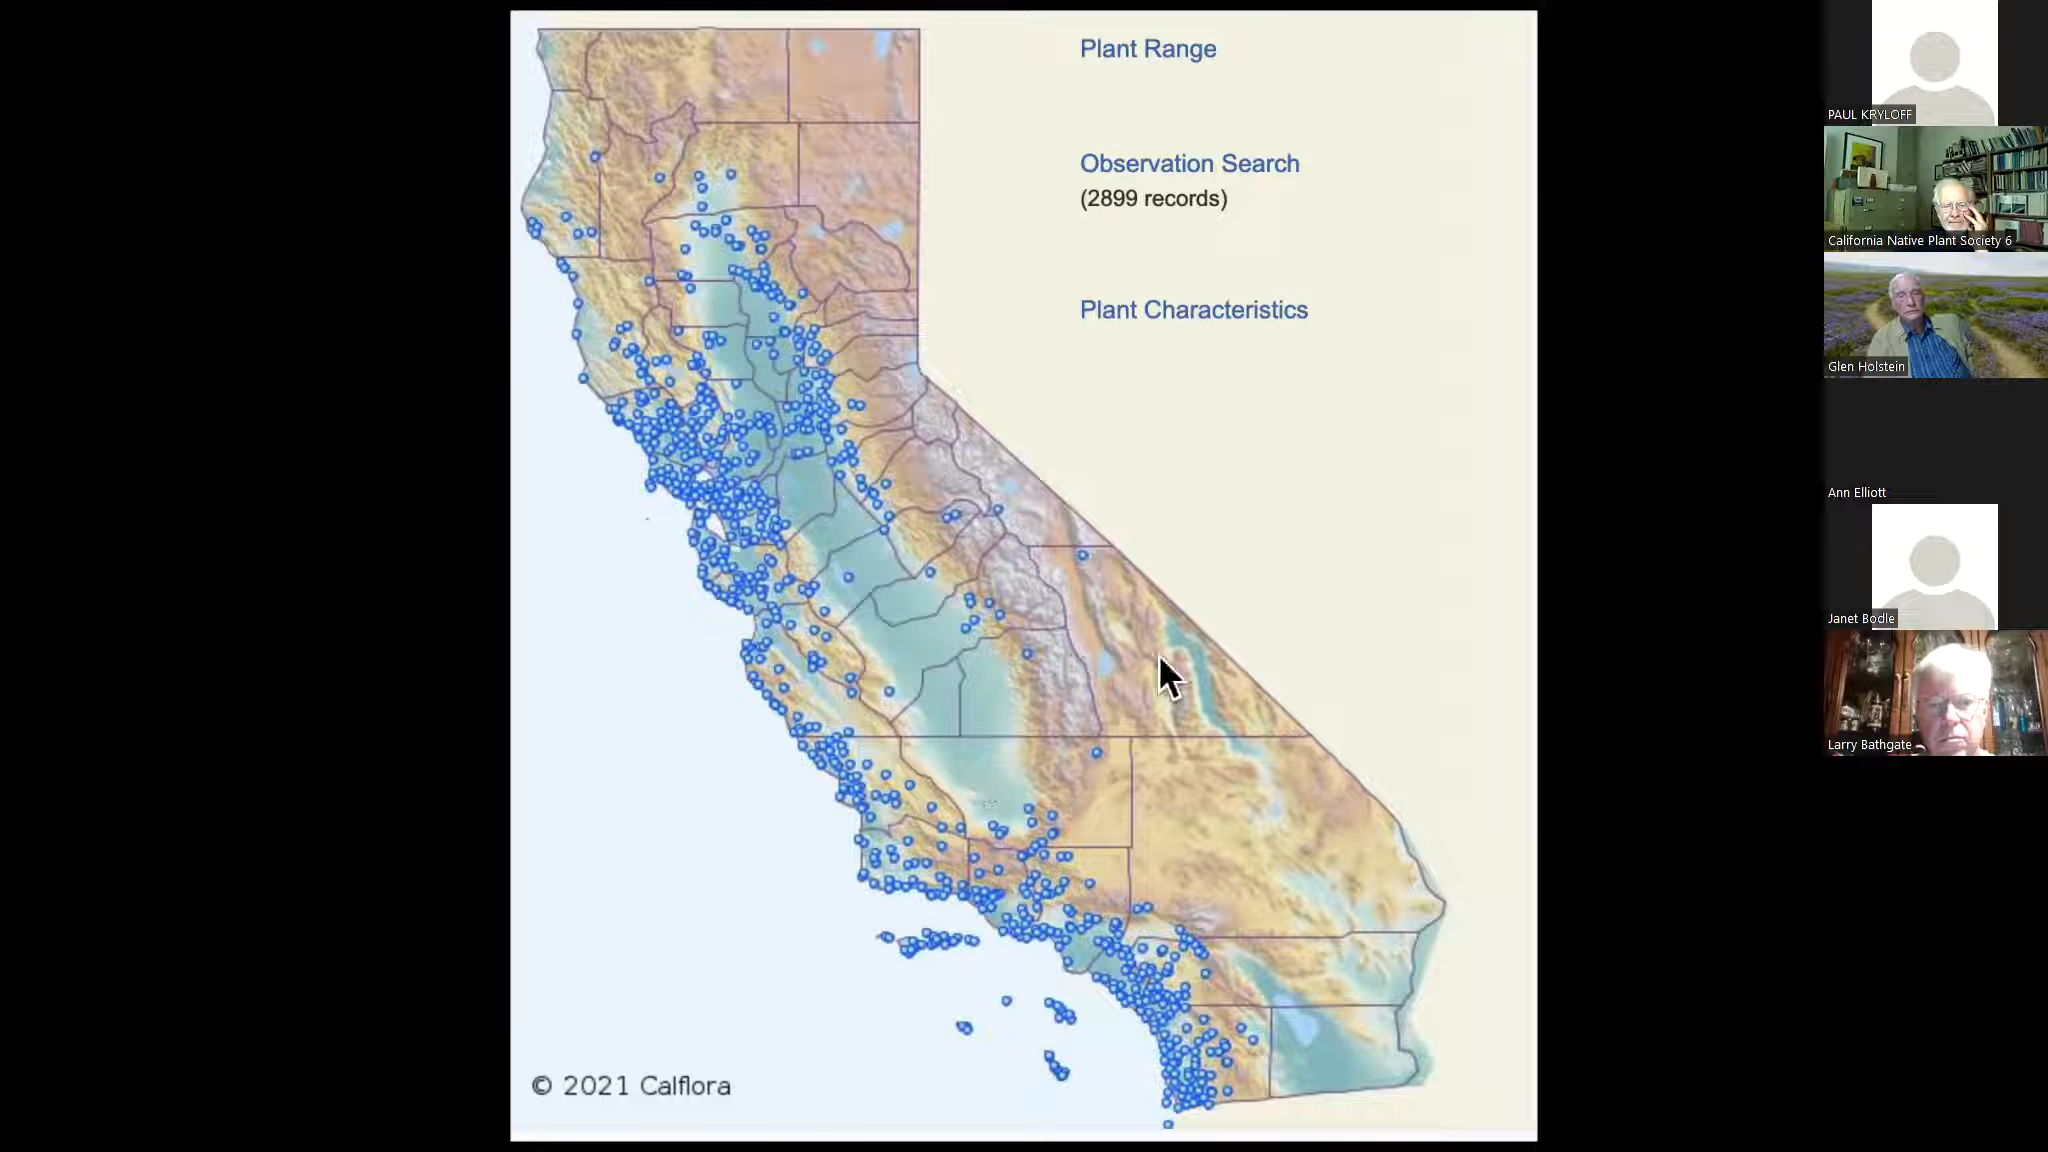 Plant Range
Observation Search
(2899 records)
Plant Characteristics
© 2021 Calflora
PAUL KRYLOFF
California Native Plant Society 6
Glen Holstein
Ann Elliott
Janet Bodle
Larry Bathgate